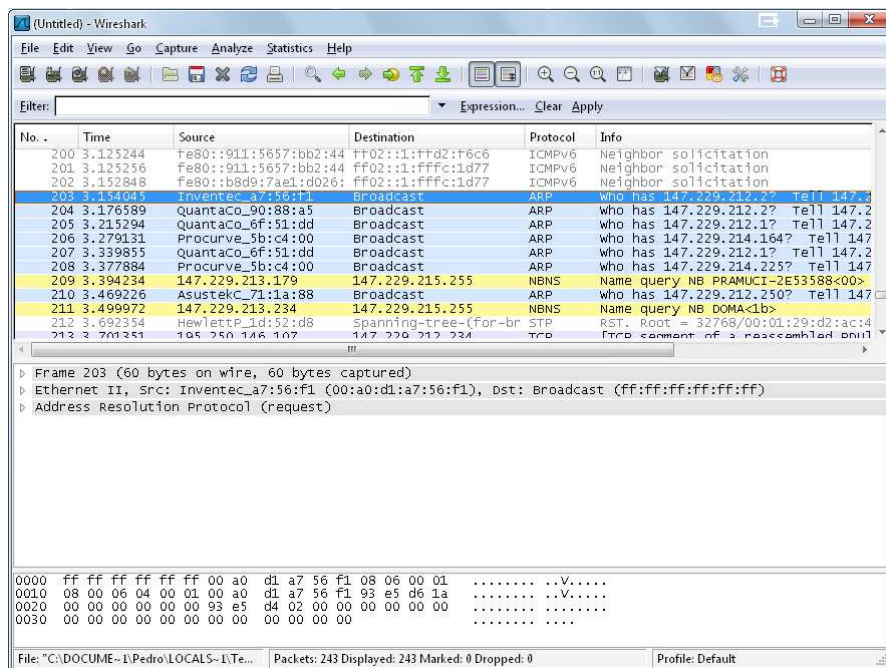 (Untitled) - Wireshark
File Edit View Go Capture Analyze Statistics Help
Filter: Expression... Clear Apply
No. . Time Source Destination Protocol Info
200 3.125244 fe80::911:5657:bb2:44 ff02::1:ffd2:f6c6 ICMPv6 Neighbor solicitation
201 3.125256 fe80::911:5657:bb2:44 ff02::1:fffc:1d77 ICMPv6 Neighbor solicitation
202 3.152848 fe80::b8d9:7ae1:d026: ff02::1:fffc:1d77 ICMPv6 Neighbor solicitation
203 3.154045 Inventec_a7:56:f1 Broadcast ARP who has 147.229.212.2? Tell 147.2
204 3.176589 QuantaCo_90:88:a5 Broadcast ARP who has 147.229.212.2? Tell 147.2
205 3.215294 QuantaCo_6f:51:dd Broadcast ARP who has 147.229.212.1? Tell 147.2
206 3.279131 Procurve_5b:c4:00 Broadcast ARP who has 147.229.214.164? Tell 147
207 3.339855 QuantaCo_6f:51:dd Broadcast ARP who has 147.229.212.1? Tell 147.2
208 3.377884 Procurve_5b:c4:00 Broadcast ARP who has 147.229.214.225? Tell 147
209 3.394234 147.229.213.179 147.229.215.255 NBNS Name query NB PRAMUCI-2E53588<00>
210 3.469226 AsustekC_71:1a:88 Broadcast ARP who has 147.229.212.250? Tell 147
211 3.499972 147.229.213.234 147.229.215.255 NBNS Name query NB DOMA<1b>
212 3.692354 HewlettP_1d:52:d8 Spanning-tree-(for-br STP RST. Root = 32768/00:01:29:d2:ac:4
213 3.701351 195.250.146.107 147.229.212.234 TCP [TCP segment of a reassembled PDU]
Frame 203 (60 bytes on wire, 60 bytes captured)
Ethernet II, Src: Inventec_a7:56:f1 (00:a0:d1:a7:56:f1), Dst: Broadcast (ff:ff:ff:ff:ff:ff)
Address Resolution Protocol (request)
0000 ff ff ff ff ff ff 00 a0 d1 a7 56 f1 08 06 00 01 ........ ..V.....
0010 08 00 06 04 00 01 00 a0 d1 a7 56 f1 93 e5 d6 1a ........ ..V.....
0020 00 00 00 00 00 00 93 e5 d4 02 00 00 00 00 00 00 ........ ........
0030 00 00 00 00 00 00 00 00 00 00 00 00 ........ ....
File: "C:\DOCUME~1\Pedro\LOCALS~1\Te... Packets: 243 Displayed: 243 Marked: 0 Dropped: 0 Profile: Default